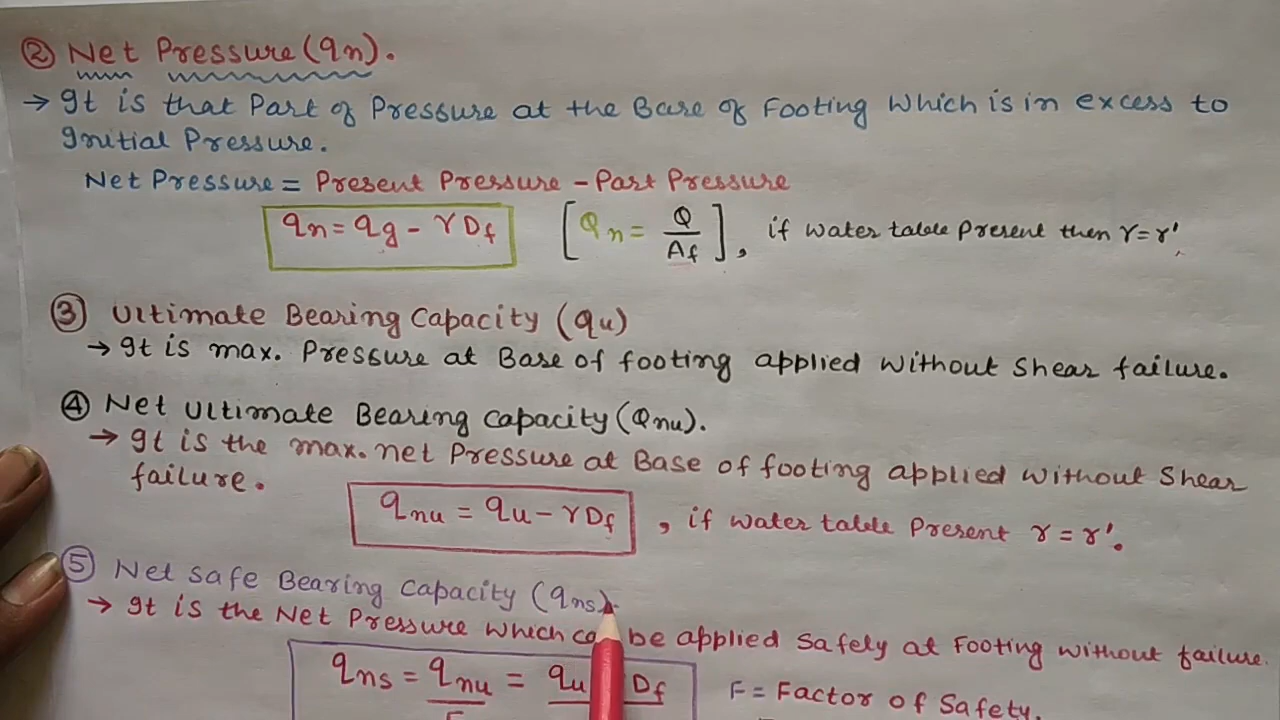 ② Net Pressure (qn).
→ It is that Part of Pressure at the Base of Footing Which is in excess to
Initial Pressure.
Net Pressure = Present Pressure - Part Pressure
qn = qg - γDf [Qn = Q/Af], if water table Present then γ=γ'
③ Ultimate Bearing Capacity (qu)
→ It is max. Pressure at Base of footing applied without Shear failure.
④ Net Ultimate Bearing Capacity (Qnu).
→ It is the max. net Pressure at Base of footing applied without Shear
failure.
qnu = qu - γDf , if water table Present γ = γ'.
⑤ Net Safe Bearing Capacity (qns).
→ It is the Net Pressure which be applied Safely at Footing without failure.
qns = qnu = qu Df F = Factor of Safety.